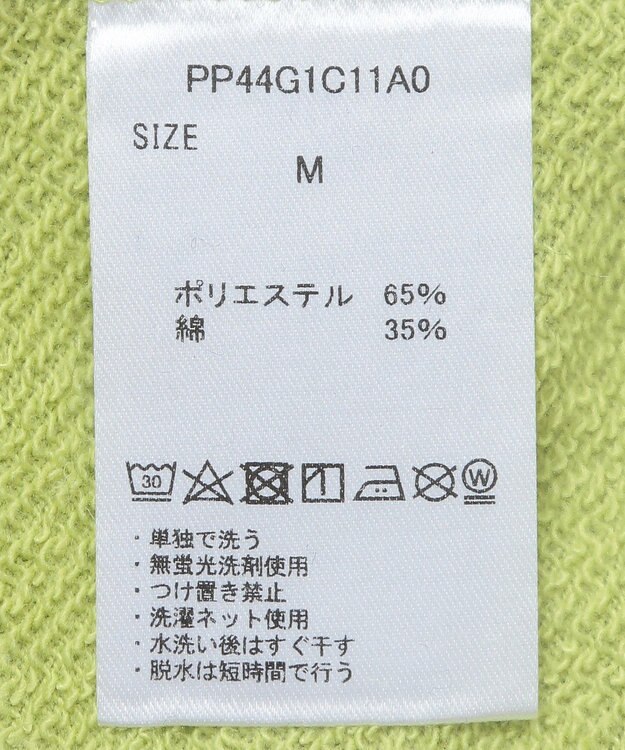 PP44G1C11A0
SIZE
M
ポリエステル 65%
綿 35%
30 W
・単独で洗う
・無蛍光洗剤使用
・つけ置き禁止
・洗濯ネット使用
・水洗い後はすぐ干す
・脱水は短時間で行う